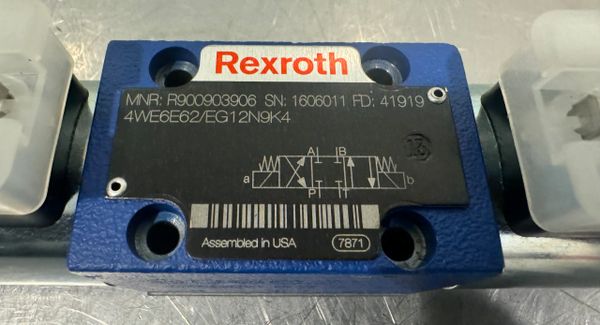 Rexroth
MNR: R900903906 SN: 1606011 FD: 41919
4WE6E62/EG12N9K4
A B
a b
P T
Assembled in USA 7871